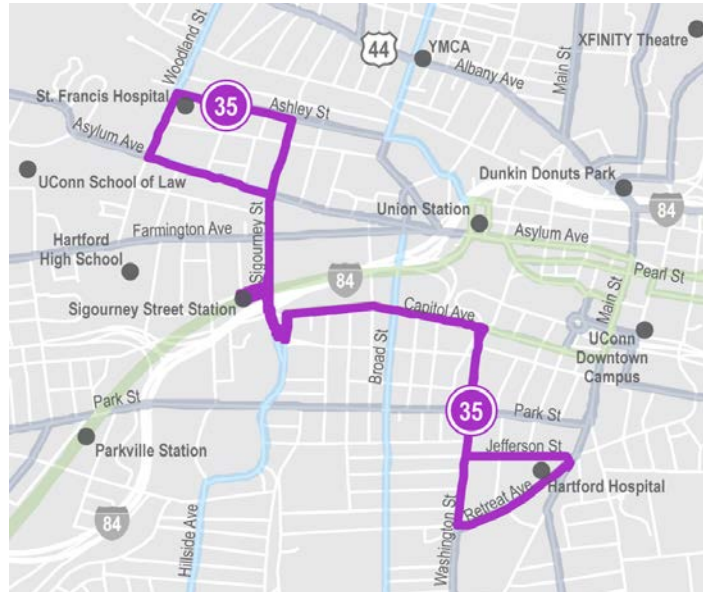 Woodland St
44
YMCA
XFINITY Theatre
Main St
Albany Ave
St. Francis Hospital
35
Ashley St
Asylum Ave
UConn School of Law
Dunkin Donuts Park
Union Station
84
Farmington Ave
Sigourney St
Asylum Ave
Hartford
High School
Pearl St
84
Main St
Sigourney Street Station
Capitol Ave
UConn
Downtown
Campus
Broad St
Park St
35
Park St
Parkville Station
Jefferson St
Hartford Hospital
Retreat Ave
84
Hillside Ave
Washington St